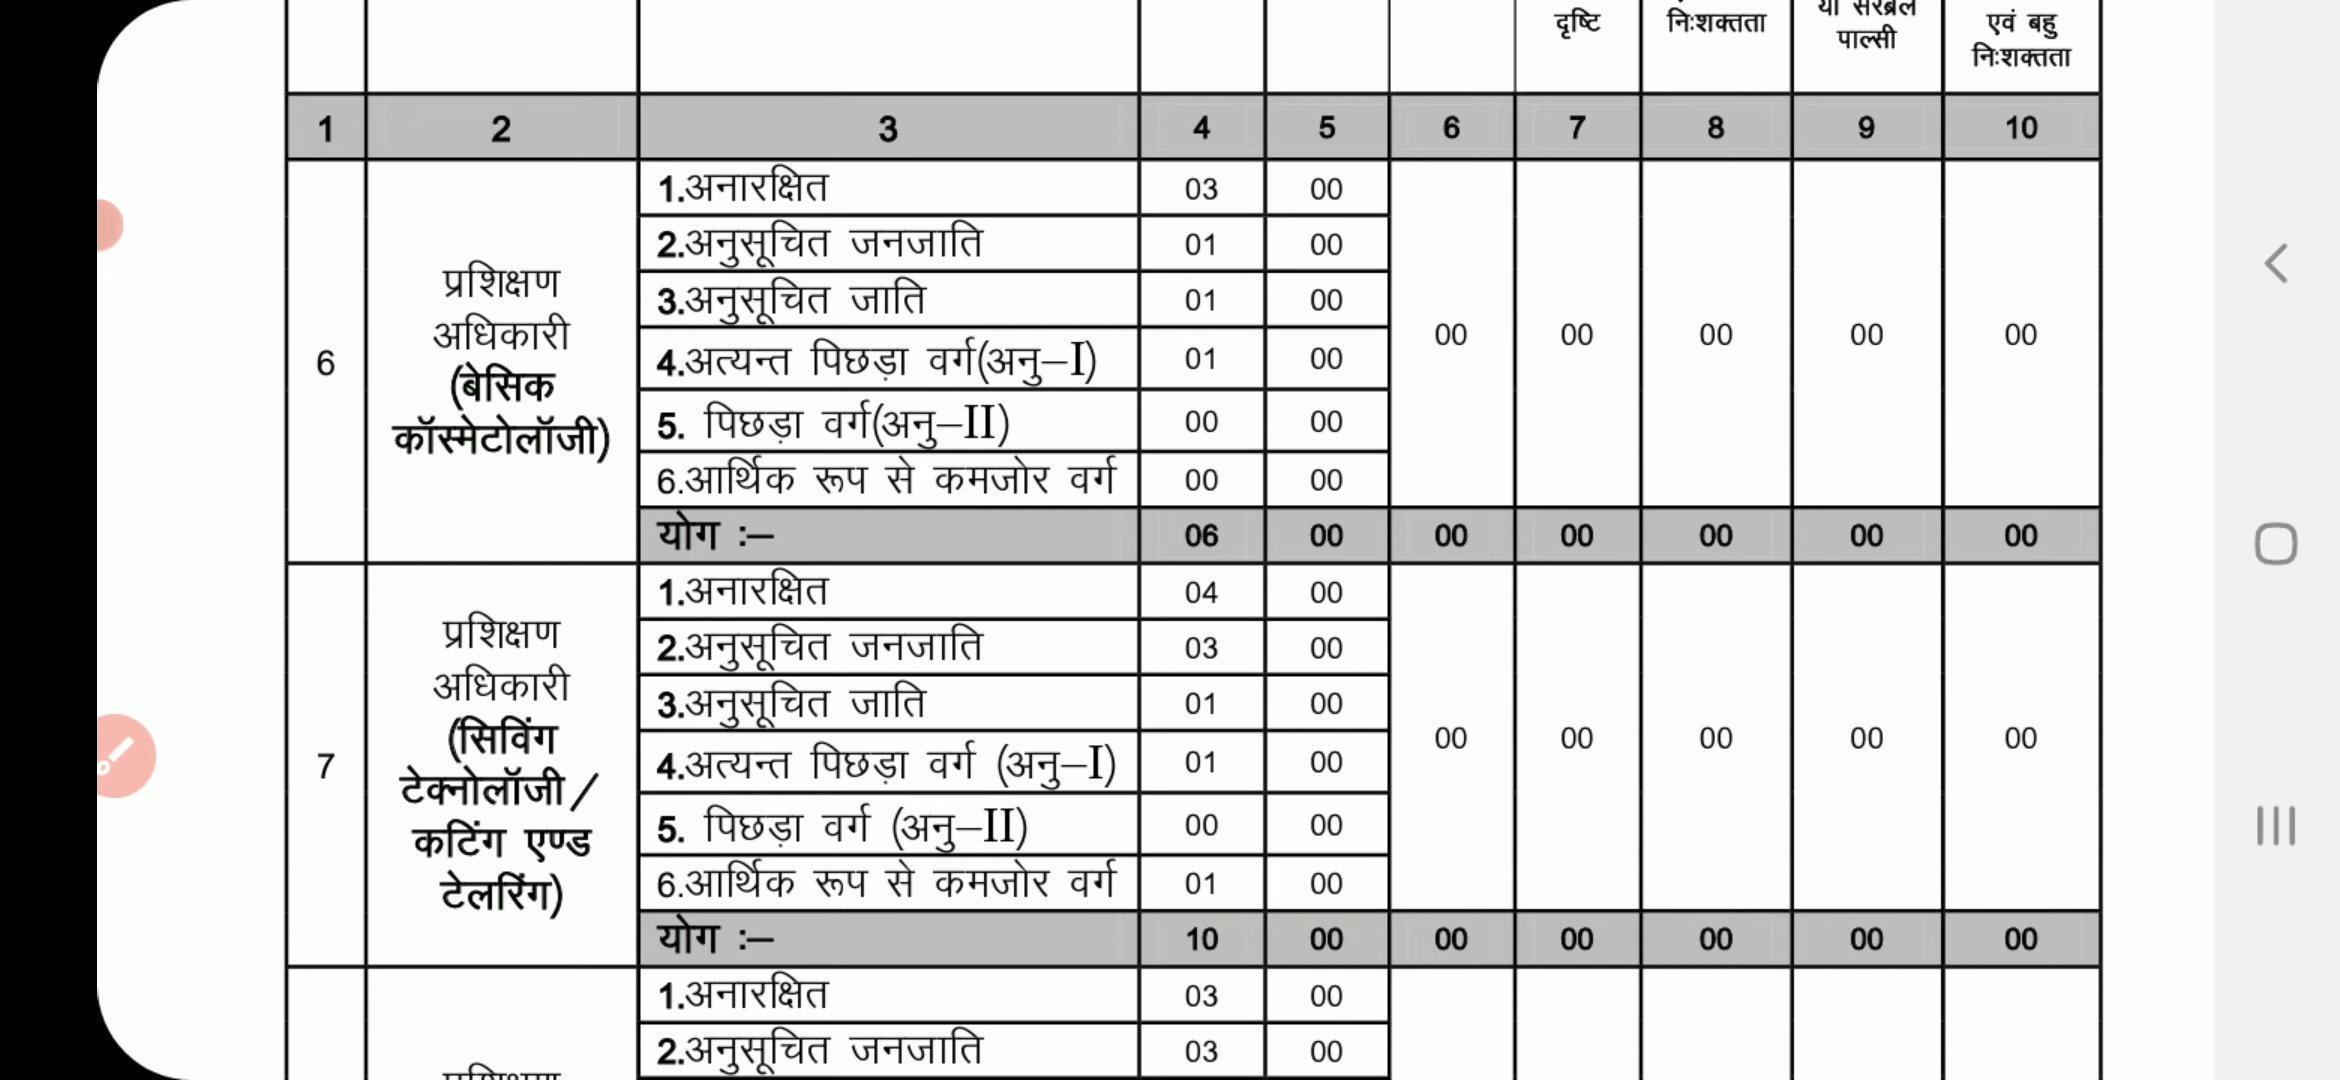 दृष्टि
निःशक्तता
या सेरेब्रल
पाल्सी
एवं बहु
निःशक्तता
1 2 3 4 5 6 7 8 9 10
6
प्रशिक्षण
अधिकारी
(बेसिक
कॉस्मेटोलॉजी)
1.अनारक्षित 03 00
2.अनुसूचित जनजाति 01 00
3.अनुसूचित जाति 01 00
4.अत्यन्त पिछड़ा वर्ग(अनु–I) 01 00
5. पिछड़ा वर्ग(अनु–II) 00 00
6.आर्थिक रूप से कमजोर वर्ग 00 00
00 00 00 00 00
योग :– 06 00 00 00 00 00 00
7
प्रशिक्षण
अधिकारी
(सिविंग
टेक्नोलॉजी/
कटिंग एण्ड
टेलरिंग)
1.अनारक्षित 04 00
2.अनुसूचित जनजाति 03 00
3.अनुसूचित जाति 01 00
4.अत्यन्त पिछड़ा वर्ग (अनु–I) 01 00
5. पिछड़ा वर्ग (अनु–II) 00 00
6.आर्थिक रूप से कमजोर वर्ग 01 00
00 00 00 00 00
योग :– 10 00 00 00 00 00 00
1.अनारक्षित 03 00
2.अनुसूचित जनजाति 03 00